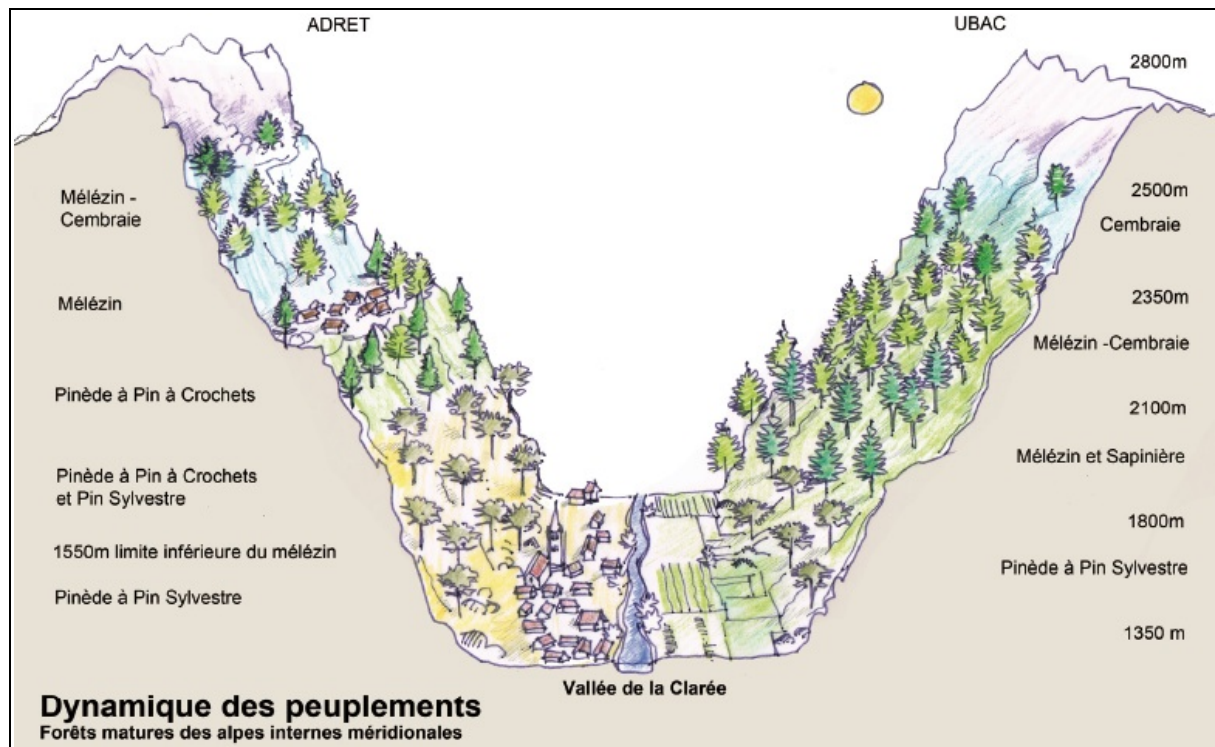 ADRET
UBAC
2800m
Mélézin -
Cembraie
2500m
Cembraie
Mélézin
2350m
Mélézin -Cembraie
Pinède à Pin à Crochets
2100m
Pinède à Pin à Crochets
et Pin Sylvestre
Mélézin et Sapinière
1800m
1550m limite inférieure du mélézin
Pinède à Pin Sylvestre
Pinède à Pin Sylvestre
1350 m
Vallée de la Clarée
Dynamique des peuplements
Forêts matures des alpes internes méridionales